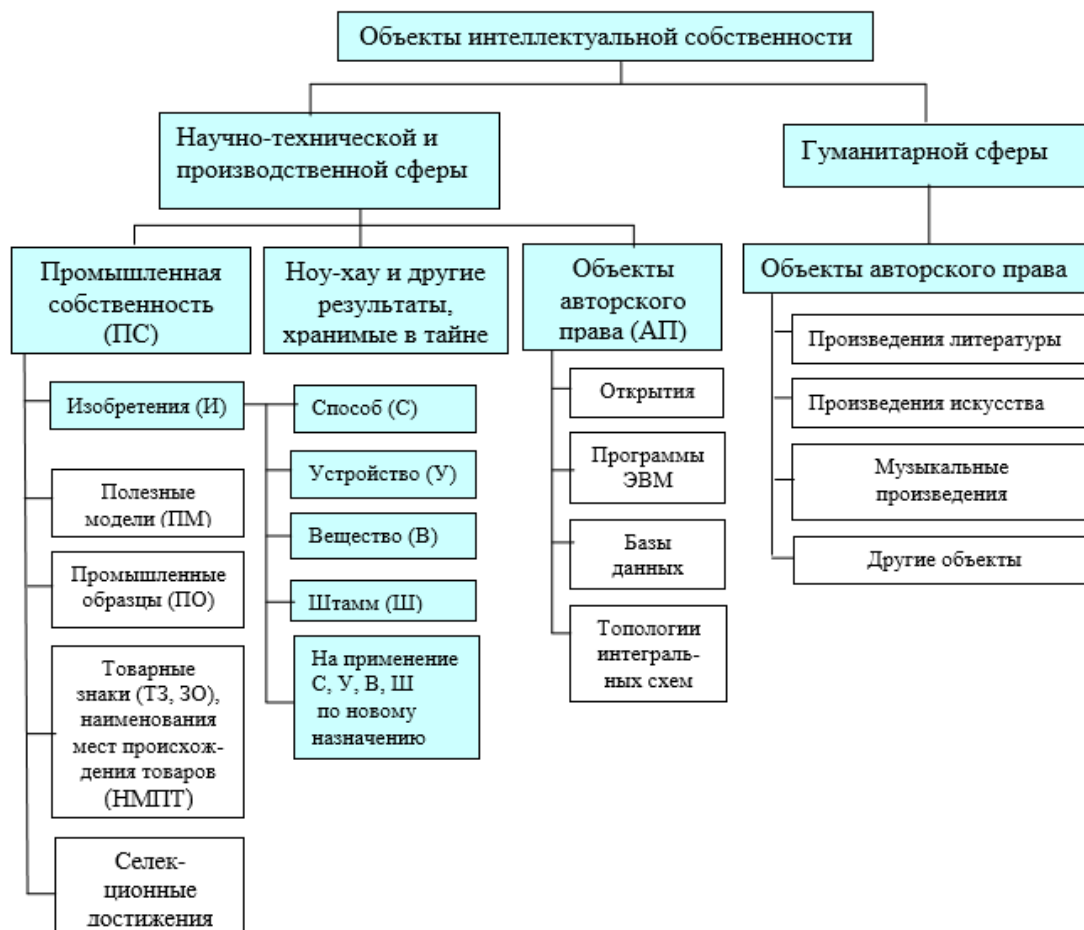 Объекты интеллектуальной собственности
Научно-технической и
производственной сферы
Гуманитарной сферы
Промышленная
собственность
(ПС)
Ноу-хау и другие
результаты,
хранимые в тайне
Объекты
авторского
права (АП)
Объекты авторского права
Изобретения (И)
Полезные
модели (ПМ)
Промышленные
образцы (ПО)
Товарные
знаки (ТЗ, ЗО),
наименования
мест происхож-
дения товаров
(НМПТ)
Селек-
ционные
достижения
Способ (С)
Устройство (У)
Вещество (В)
Штамм (Ш)
На применение
С, У, В, Ш
по новому
назначению
Открытия
Программы
ЭВМ
Базы
данных
Топологии
интеграль-
ных схем
Произведения литературы
Произведения искусства
Музыкальные
произведения
Другие объекты